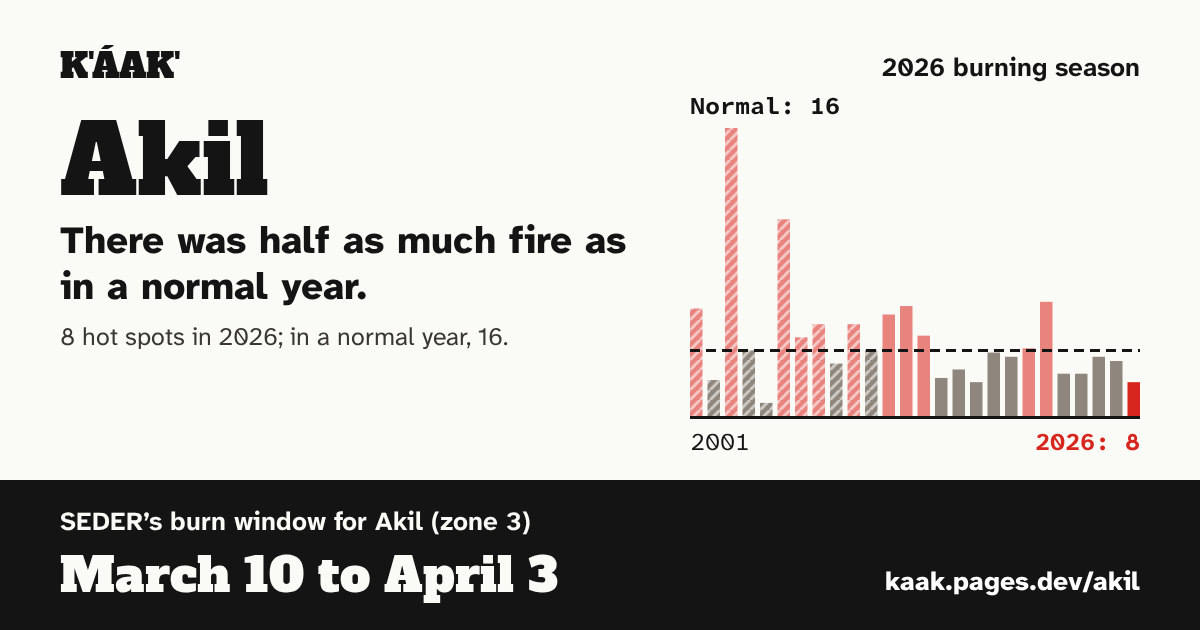 K'ÁAK'
2026 burning season
Akil
There was half as much fire as
in a normal year.
8 hot spots in 2026; in a normal year, 16.
Normal: 16
2001
2026: 8
SEDER’s burn window for Akil (zone 3)
March 10 to April 3
kaak.pages.dev/akil